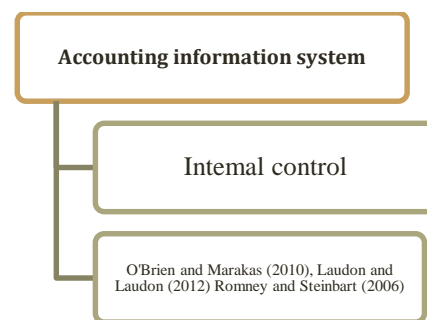 Accounting information system
Intemal control
O'Brien and Marakas (2010), Laudon and
Laudon (2012) Romney and Steinbart (2006)